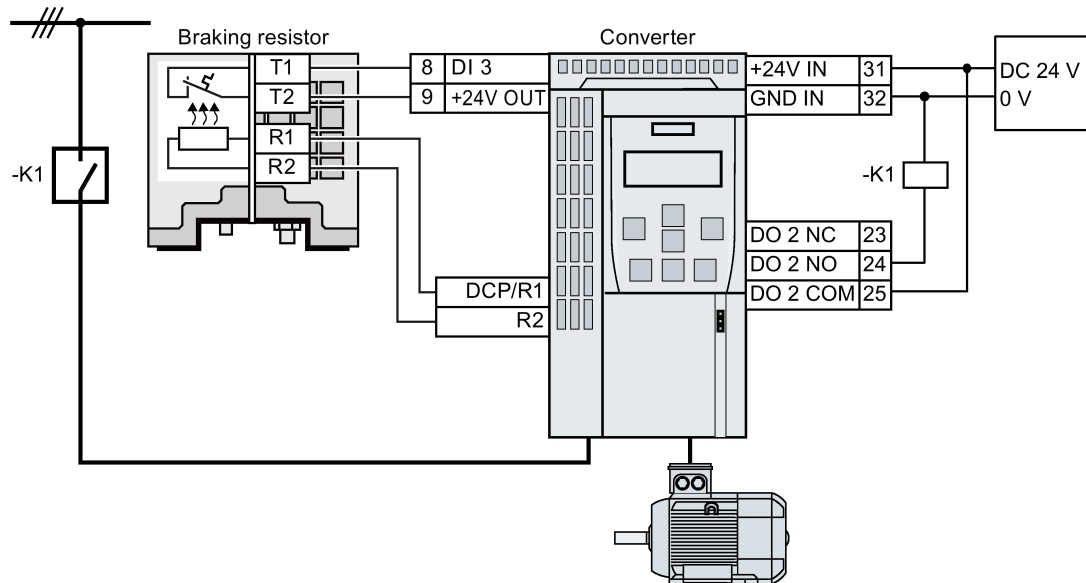 Braking resistor
Converter
T1
8 DI 3
+24V IN 31
DC 24 V
T2
9 +24V OUT
GND IN 32
0 V
R1
R2
-K1
-K1
DO 2 NC 23
DO 2 NO 24
DO 2 COM 25
DCP/R1
R2